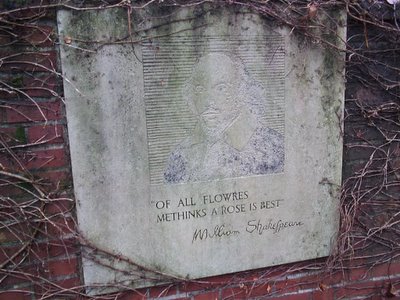 "OF ALL FLOWRES
METHINKS A ROSE IS BEST"
William Shakespeare